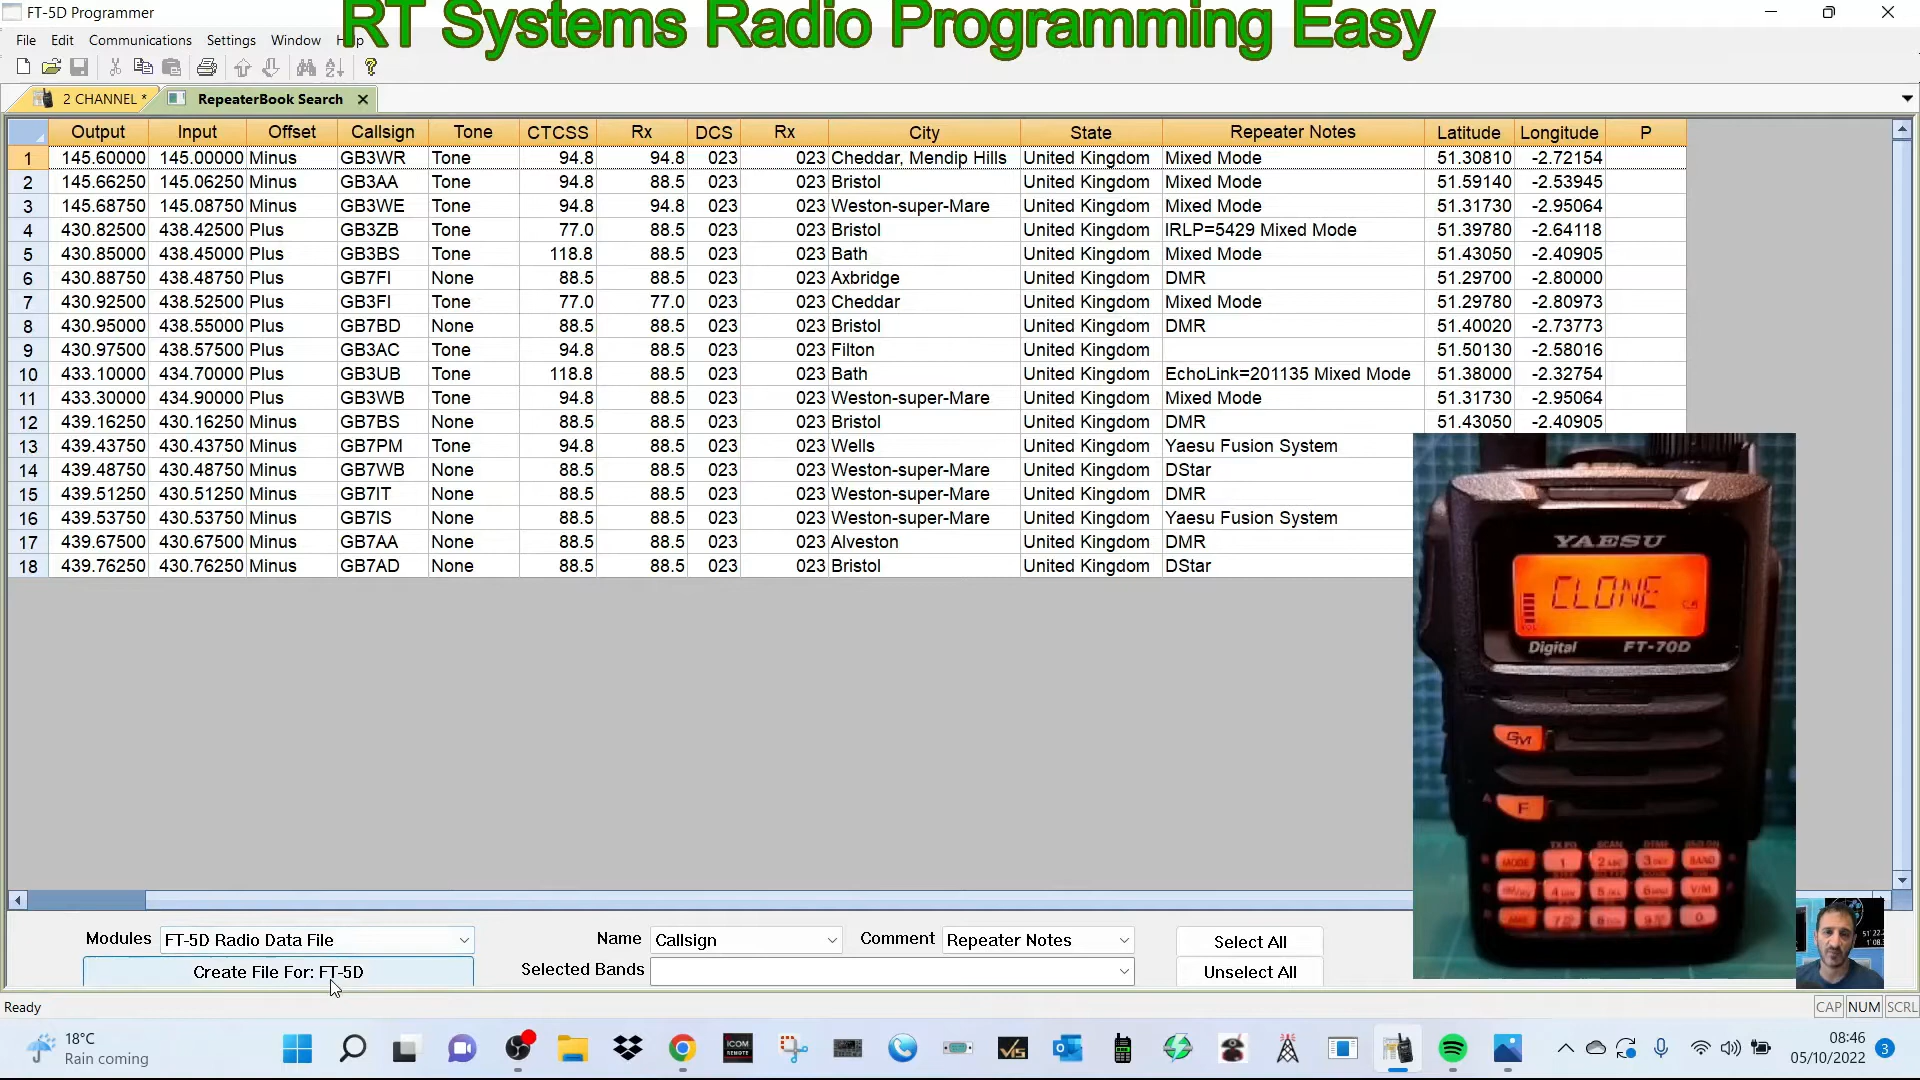 FT-5D Programmer
RT Systems Radio Programming Easy
File Edit Communications Settings Window
2 CHANNEL * RepeaterBook Search
Output Input Offset Callsign Tone CTCSS Rx DCS Rx City State Repeater Notes Latitude Longitude P
1 145.60000 145.00000 Minus GB3WR Tone 94.8 94.8 023 023 Cheddar, Mendip Hills United Kingdom Mixed Mode 51.30810 -2.72154
2 145.66250 145.06250 Minus GB3AA Tone 94.8 88.5 023 023 Bristol United Kingdom Mixed Mode 51.59140 -2.53945
3 145.68750 145.08750 Minus GB3WE Tone 94.8 94.8 023 023 Weston-super-Mare United Kingdom Mixed Mode 51.31730 -2.95064
4 430.82500 438.42500 Plus GB3ZB Tone 77.0 88.5 023 023 Bristol United Kingdom IRLP=5429 Mixed Mode 51.39780 -2.64118
5 430.85000 438.45000 Plus GB3BS Tone 118.8 88.5 023 023 Bath United Kingdom Mixed Mode 51.43050 -2.40905
6 430.88750 438.48750 Plus GB7FI None 88.5 88.5 023 023 Axbridge United Kingdom DMR 51.29700 -2.80000
7 430.92500 438.52500 Plus GB3FI Tone 77.0 77.0 023 023 Cheddar United Kingdom Mixed Mode 51.29780 -2.80973
8 430.95000 438.55000 Plus GB7BD None 88.5 88.5 023 023 Bristol United Kingdom DMR 51.40020 -2.73773
9 430.97500 438.57500 Plus GB3AC Tone 94.8 88.5 023 023 Filton United Kingdom 51.50130 -2.58016
10 433.10000 434.70000 Plus GB3UB Tone 118.8 88.5 023 023 Bath United Kingdom EchoLink=201135 Mixed Mode 51.38000 -2.32754
11 433.30000 434.90000 Plus GB3WB Tone 94.8 88.5 023 023 Weston-super-Mare United Kingdom Mixed Mode 51.31730 -2.95064
12 439.16250 430.16250 Minus GB7BS None 88.5 88.5 023 023 Bristol United Kingdom DMR 51.43050 -2.40905
13 439.43750 430.43750 Minus GB7PM Tone 94.8 88.5 023 023 Wells United Kingdom Yaesu Fusion System
14 439.48750 430.48750 Minus GB7WB None 88.5 88.5 023 023 Weston-super-Mare United Kingdom DStar
15 439.51250 430.51250 Minus GB7IT None 88.5 88.5 023 023 Weston-super-Mare United Kingdom DMR
16 439.53750 430.53750 Minus GB7IS None 88.5 88.5 023 023 Weston-super-Mare United Kingdom Yaesu Fusion System
17 439.67500 430.67500 Minus GB7AA None 88.5 88.5 023 023 Alveston United Kingdom DMR
18 439.76250 430.76250 Minus GB7AD None 88.5 88.5 023 023 Bristol United Kingdom DStar
YAESU
CLONE
Digital FT-70D
GM
F
MODE 1 2 ABC 3 DEF BAND
4 5 6 V/M
AMS 7 8 9 0
Modules FT-5D Radio Data File Name Callsign Comment Repeater Notes Select All
Create File For: FT-5D Selected Bands Unselect All
Ready CAP NUM SCRL
18°C
Rain coming
ICOM
REMOTE
08:46
05/10/2022
3